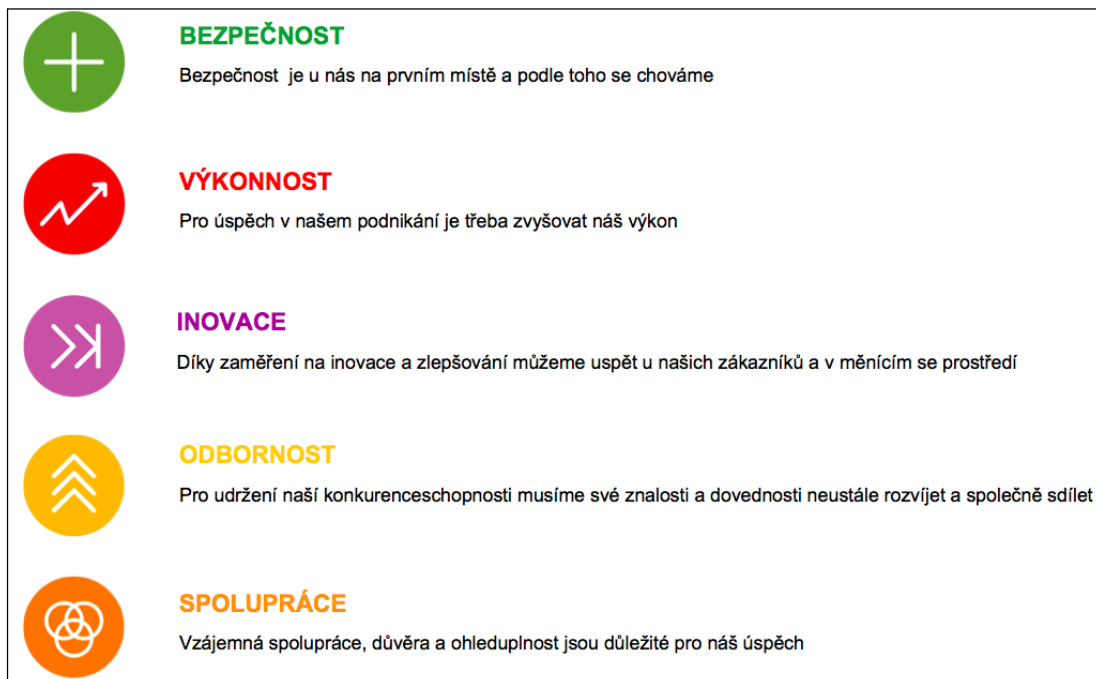 BEZPEČNOST
Bezpečnost  je u nás na prvním místě a podle toho se chováme
VÝKONNOST
Pro úspěch v našem podnikání je třeba zvyšovat náš výkon
INOVACE
Díky zaměření na inovace a zlepšování můžeme uspět u našich zákazníků a v měnícím se prostředí
ODBORNOST
Pro udržení naší konkurenceschopnosti musíme své znalosti a dovednosti neustále rozvíjet a společně sdílet
SPOLUPRÁCE
Vzájemná spolupráce, důvěra a ohleduplnost jsou důležité pro náš úspěch